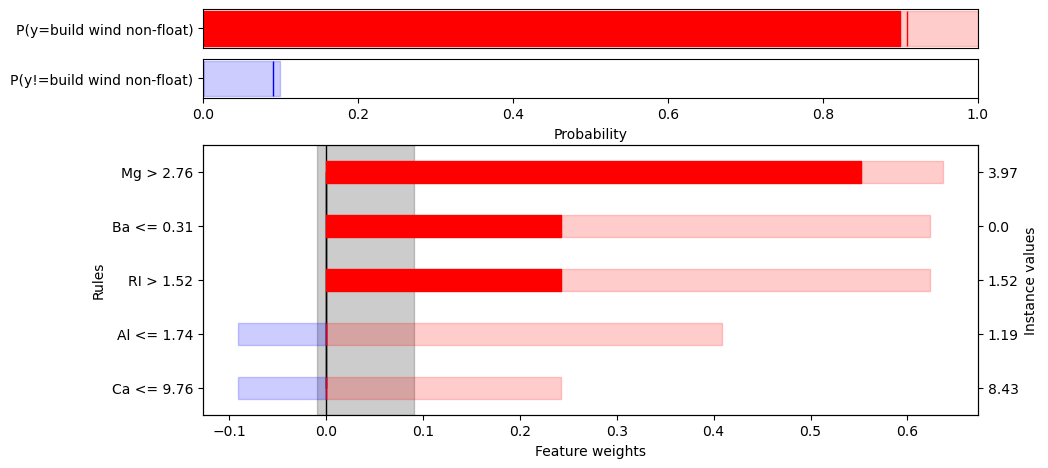 P(y=build wind non-float)
P(y!=build wind non-float)
0.0 0.2 0.4 0.6 0.8 1.0
Probability
Mg > 2.76 3.97
Ba <= 0.31 0.0
RI > 1.52 1.52
Al <= 1.74 1.19
Ca <= 9.76 8.43
Rules
Instance values
−0.1 0.0 0.1 0.2 0.3 0.4 0.5 0.6
Feature weights